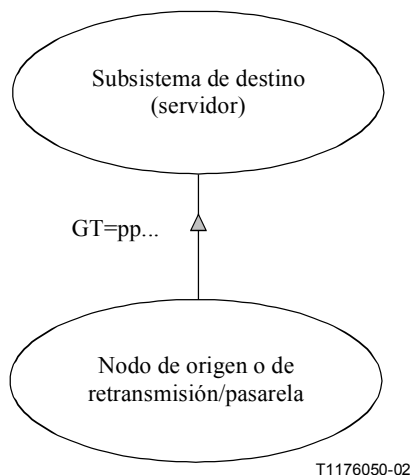 Subsistema de destino
(servidor)
GT=pp...
Nodo de origen o de
retransmisión/pasarela
T1176050-02